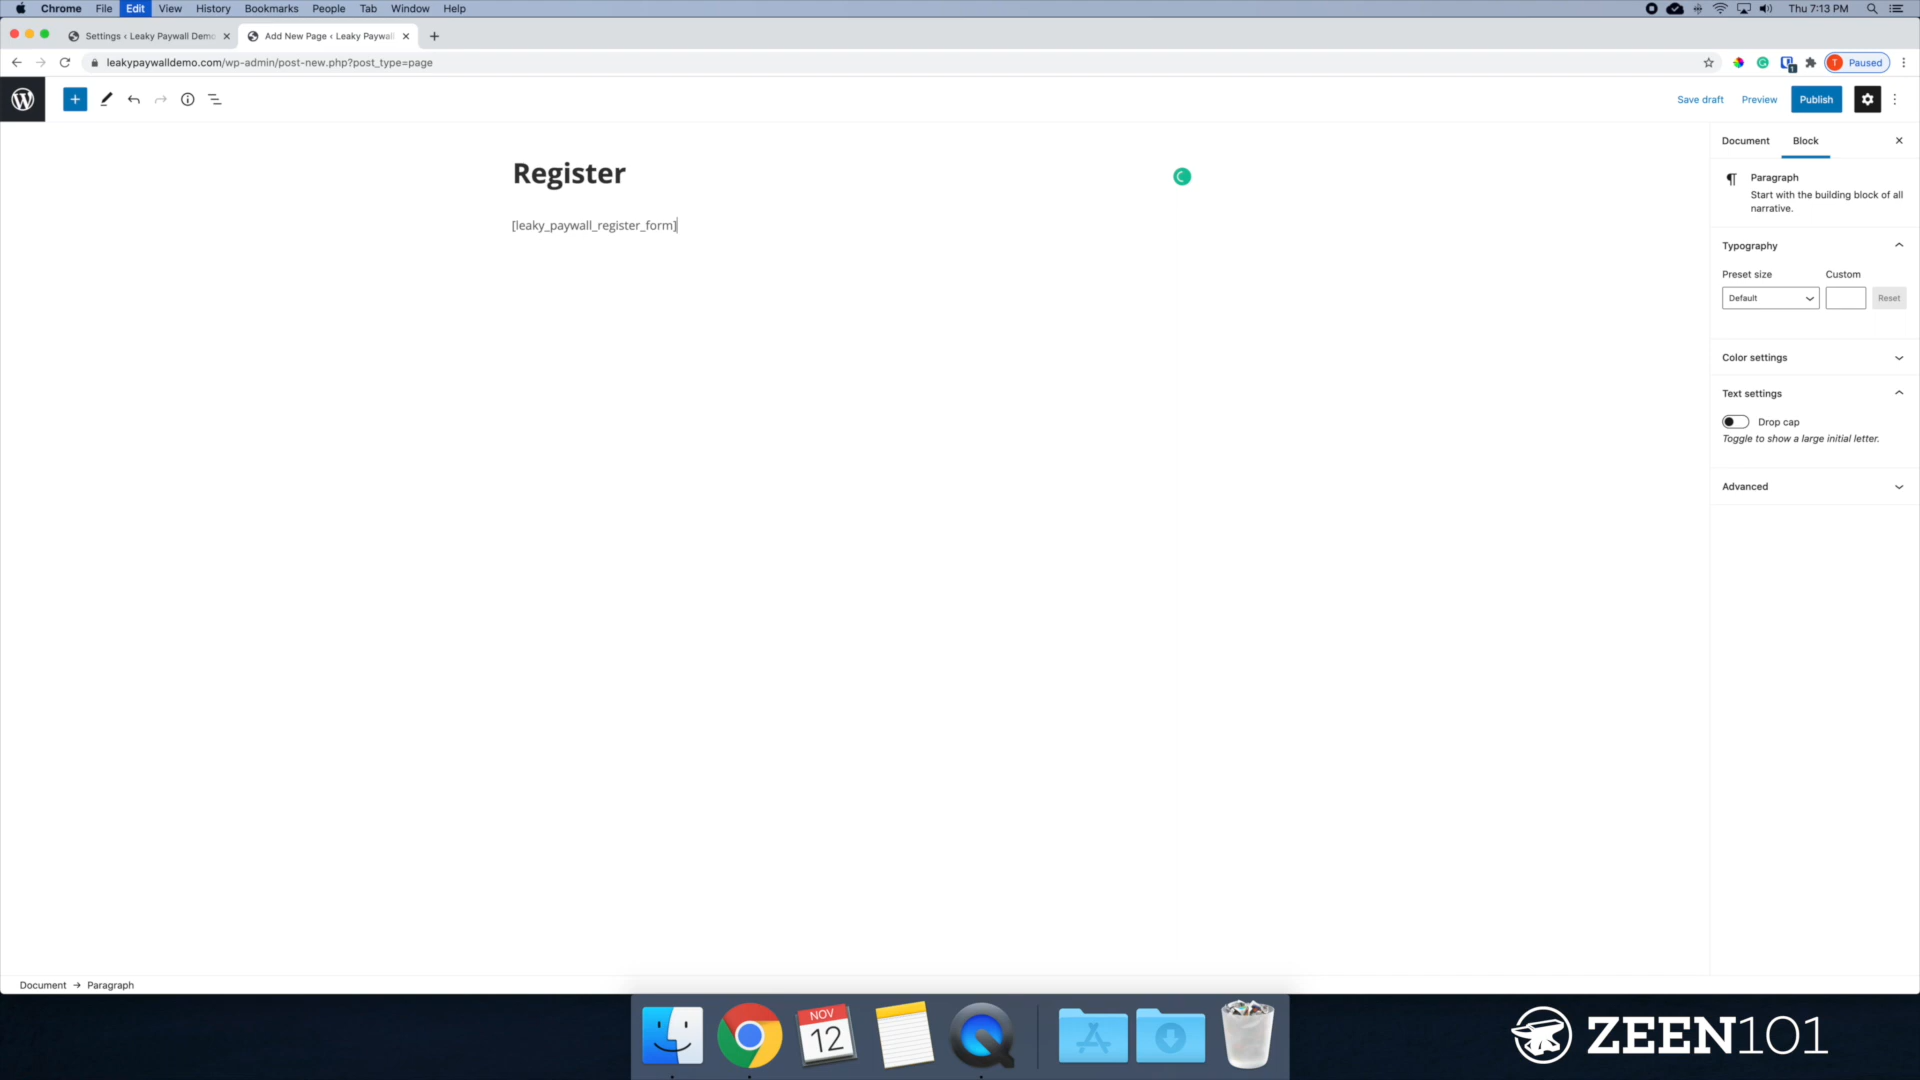 Chrome File Edit View History Bookmarks People Tab Window Help Thu 7:13 PM
Settings ‹ Leaky Paywall Demo Add New Page ‹ Leaky Paywall
leakypaywalldemo.com/wp-admin/post-new.php?post_type=page T Paused
Save draft Preview Publish
Document Block
Register
Paragraph
Start with the building block of all
narrative.
[leaky_paywall_register_form]
Typography
Preset size Custom
Default Reset
Color settings
Text settings
Drop cap
Toggle to show a large initial letter.
Advanced
Document → Paragraph
NOV
12
ZEEN101